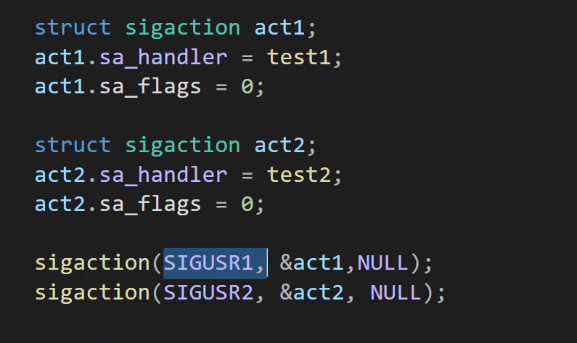 struct sigaction act1;
act1.sa_handler = test1;
act1.sa_flags = 0;
struct sigaction act2;
act2.sa_handler = test2;
act2.sa_flags = 0;
sigaction(SIGUSR1, &act1,NULL);
sigaction(SIGUSR2, &act2, NULL);